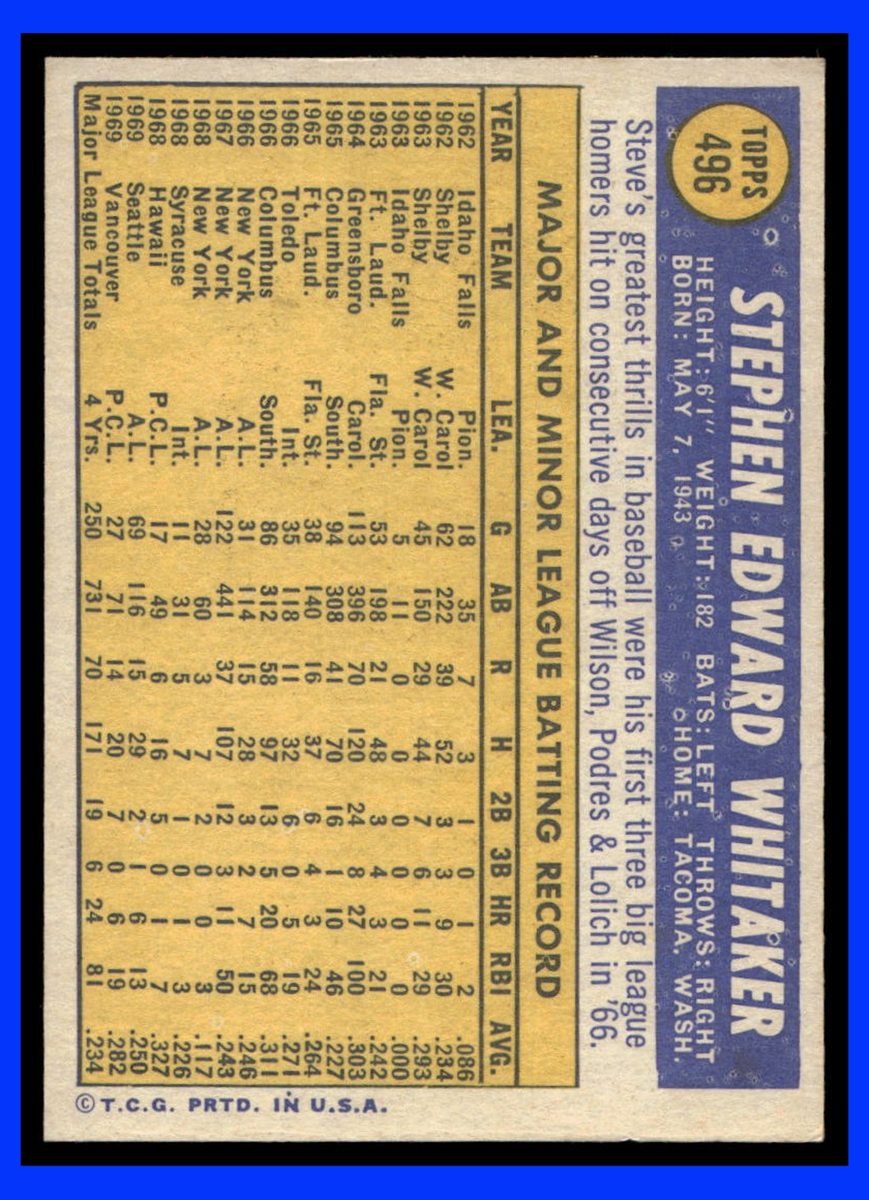 TOPPS
496
STEPHEN EDWARD WHITAKER
HEIGHT: 6'1" WEIGHT: 182 BATS: LEFT THROWS: RIGHT
BORN: MAY 7, 1943 HOME: TACOMA, WASH.
Steve's greatest thrills in baseball were his first three big league
homers hit on consecutive days off Wilson, Podres & Lolich in '66.
MAJOR AND MINOR LEAGUE BATTING RECORD
YEAR TEAM LEA. G AB R H 2B 3B HR RBI AVG.
1962 Idaho Falls Pion. 18 35 7 3 1 0 1 2 .086
1962 Shelby W. Carol 62 222 39 52 3 3 9 30 .234
1963 Shelby W. Carol 45 150 29 44 7 6 11 29 .293
1963 Idaho Falls Pion. 5 11 0 0 0 0 0 0 .000
1963 Ft. Laud. Fla. St. 53 198 21 48 3 4 3 21 .242
1964 Greensboro Carol. 113 396 70 120 24 8 27 100 .303
1965 Columbus South. 94 308 41 70 16 1 10 46 .227
1965 Ft. Laud. Fla. St. 38 140 16 37 6 4 3 24 .264
1966 Toledo Int. 35 118 11 32 6 0 5 19 .271
1966 Columbus South. 86 312 58 97 13 5 20 68 .311
1966 New York A.L. 31 114 15 28 3 2 7 15 .246
1967 New York A.L. 122 441 37 107 12 3 11 50 .243
1968 New York A.L. 28 60 3 7 2 0 0 3 .117
1968 Syracuse Int. 11 31 5 7 1 1 1 3 .226
1968 Hawaii P.C.L. 17 49 6 16 5 0 1 7 .327
1969 Seattle A.L. 69 116 15 29 2 1 6 13 .250
1969 Vancouver P.C.L. 27 71 14 20 7 0 6 19 .282
Major League Totals 4 Yrs. 250 731 70 171 19 6 24 81 .234
© T.C.G. PRTD. IN U.S.A.